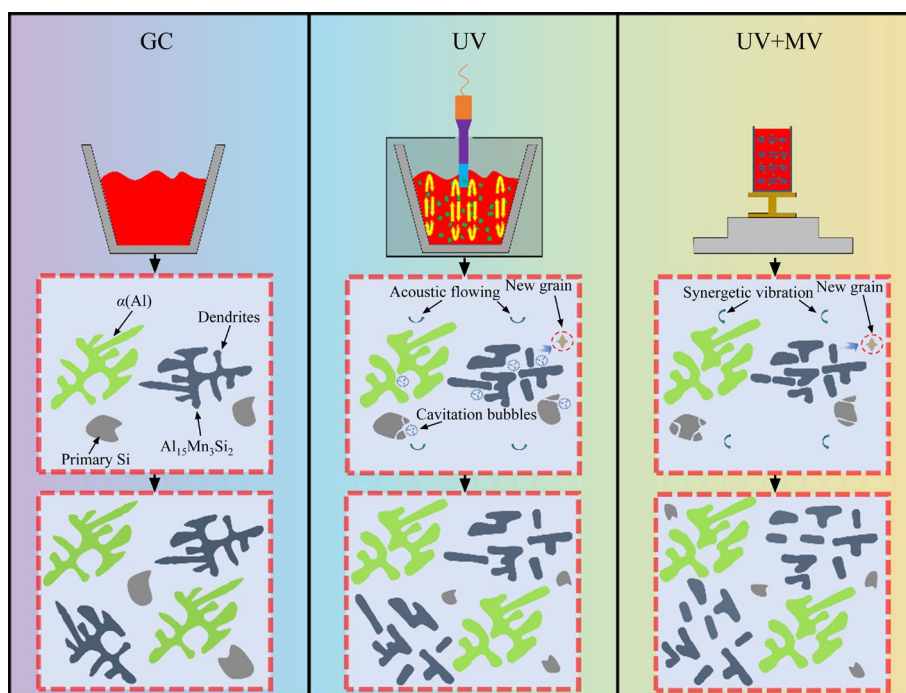 GC
UV
UV+MV
α(Al)
Dendrites
Primary Si
Al₁₅Mn₃Si₂
Acoustic flowing
New grain
Cavitation bubbles
Synergetic vibration
New grain